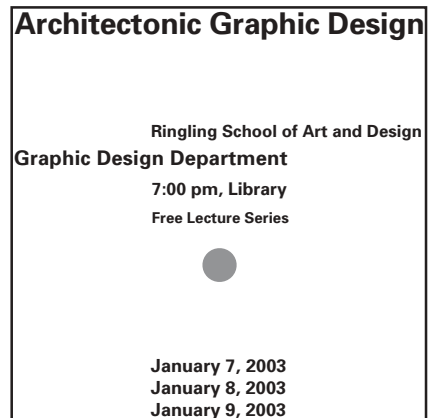 Architectonic Graphic Design
Ringling School of Art and Design
Graphic Design Department
7:00 pm, Library
Free Lecture Series
January 7, 2003
January 8, 2003
January 9, 2003